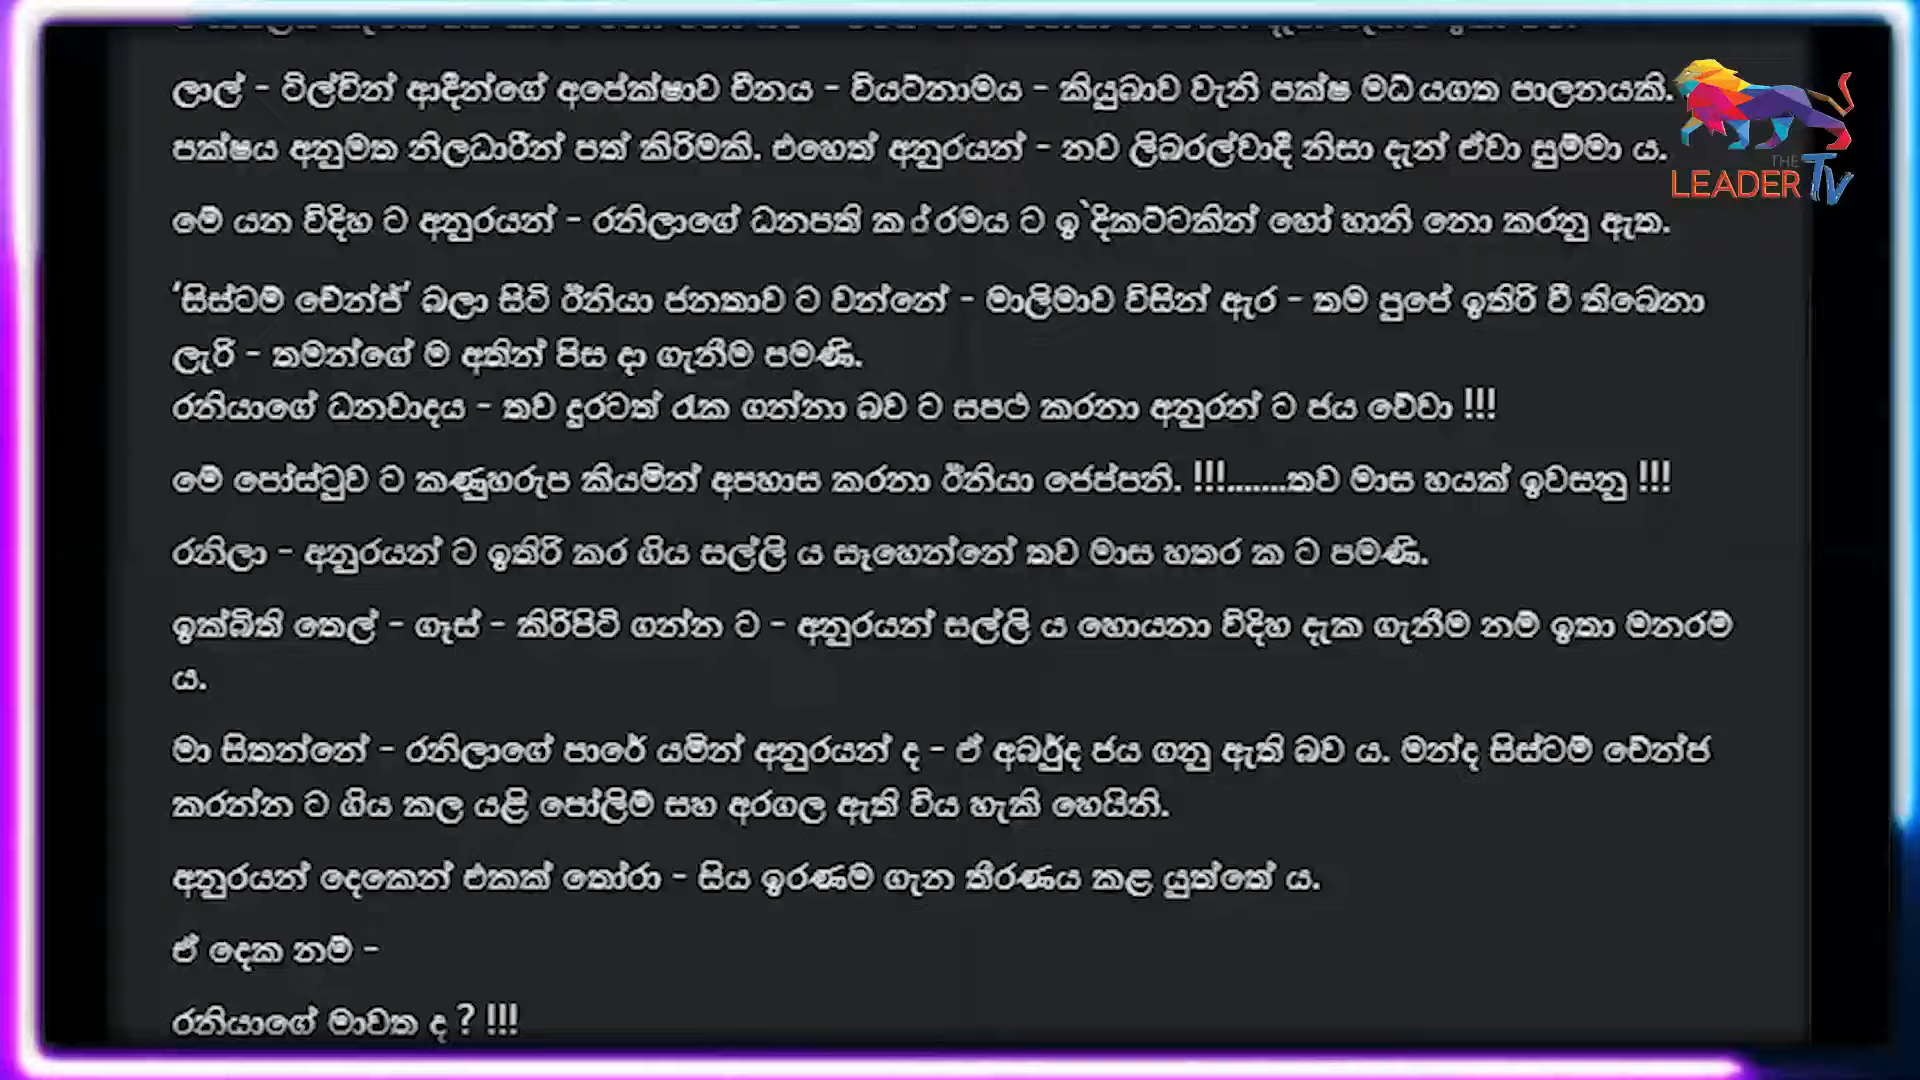 ලාල් - ටිල්වින් ආදීන්ගේ අපේක්ෂාව චීනය - වියට්නාමය - කියුබාව වැනි පක්ෂ මධ්‍යගත පාලනයකි.
පක්ෂය අනුමත නිලධාරීන් පත් කිරිමකි. එහෙත් අනුරයන් - නව ලිබරල්වාදී නිසා දැන් ඒවා සුම්මා ය.
THE
LEADER TV
මේ යන විදිහ ට අනුරයන් - රනිලාගේ ධනපති ක ර් රමය ට ඉ`දිකට්ටකින් හෝ හානි නො කරනු ඇත.
‘සිස්ටම් චේන්ජ්’ බලා සිටි ඊනියා ජනතාව ට වන්නේ - මාලිමාව විසින් ඇර - තම පුපේ ඉතිරි වී තිබෙනා
ලැරි - තමන්ගේ ම අතින් පිස දා ගැනීම පමණි.
රනියාගේ ධනවාදය - තව දුරටත් රැක ගන්නා බව ට සපථ කරනා අනුරන් ට ජය වේවා !!!
මේ පෝස්ටුව ට කණුහරුප කියමින් අපහාස කරනා ඊනියා ජෙප්පනි. !!!.......තව මාස හයක් ඉවසනු !!!
රනිලා - අනුරයන් ට ඉතිරි කර ගිය සල්ලි ය සෑහෙන්නේ තව මාස හතර ක ට පමණි.
ඉක්බිති තෙල් - ගෑස් - කිරිපිටි ගන්න ට - අනුරයන් සල්ලි ය හොයනා විදිහ දැක ගැනීම නම් ඉතා මනරම්
ය.
මා සිතන්නේ - රනිලාගේ පාරේ යමින් අනුරයන් ද - ඒ අබර්ුද ජය ගනු ඇති බව ය. මන්ද සිස්ටම් චේන්ජ
කරන්න ට ගිය කල යළි පෝලිම් සහ අරගල ඇති විය හැකි හෙයිනි.
අනුරයන් දෙකෙන් එකක් තෝරා - සිය ඉරණම ගැන තීරණය කළ යුත්තේ ය.
ඒ දෙක නම් -
රනියාගේ මාවත ද ? !!!